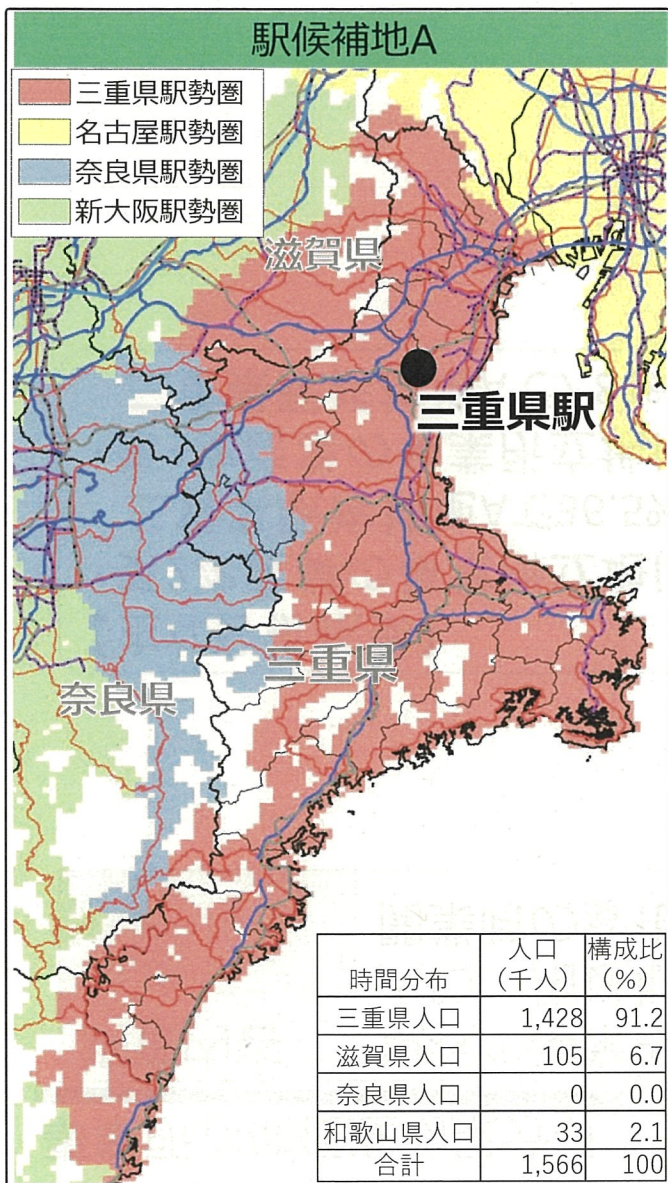 駅候補地A
三重県駅勢圏
名古屋駅勢圏
奈良県駅勢圏
新大阪駅勢圏
滋賀県
三重県駅
三重県
奈良県
時間分布 人口(千人) 構成比(%)
三重県人口 1,428 91.2
滋賀県人口 105 6.7
奈良県人口 0 0.0
和歌山県人口 33 2.1
合計 1,566 100